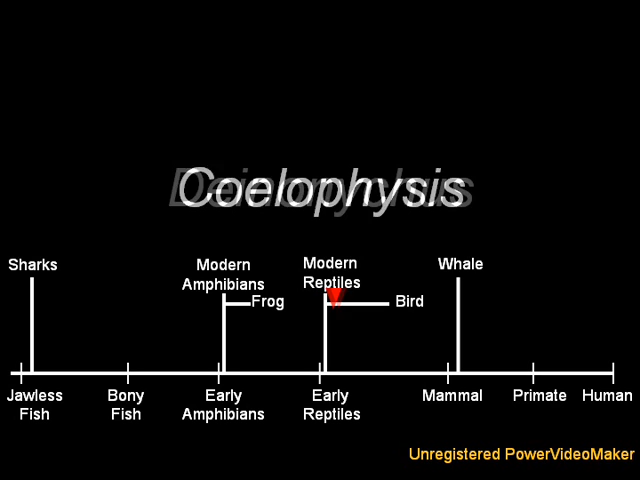 Coelophysis
Deinonychus
Sharks
Modern
Amphibians
Frog
Modern
Reptiles
Bird
Whale
Jawless
Fish
Bony
Fish
Early
Amphibians
Early
Reptiles
Mammal
Primate
Human
Unregistered PowerVideoMaker